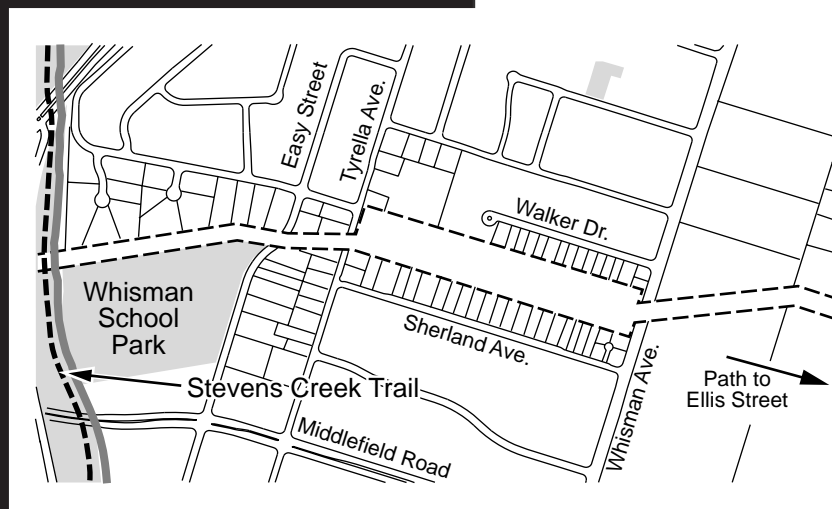 Easy Street
Tyrella Ave.
Walker Dr.
Whisman
School
Park
Sherland Ave.
Stevens Creek Trail
Whisman Ave.
Path to
Ellis Street
Middlefield Road